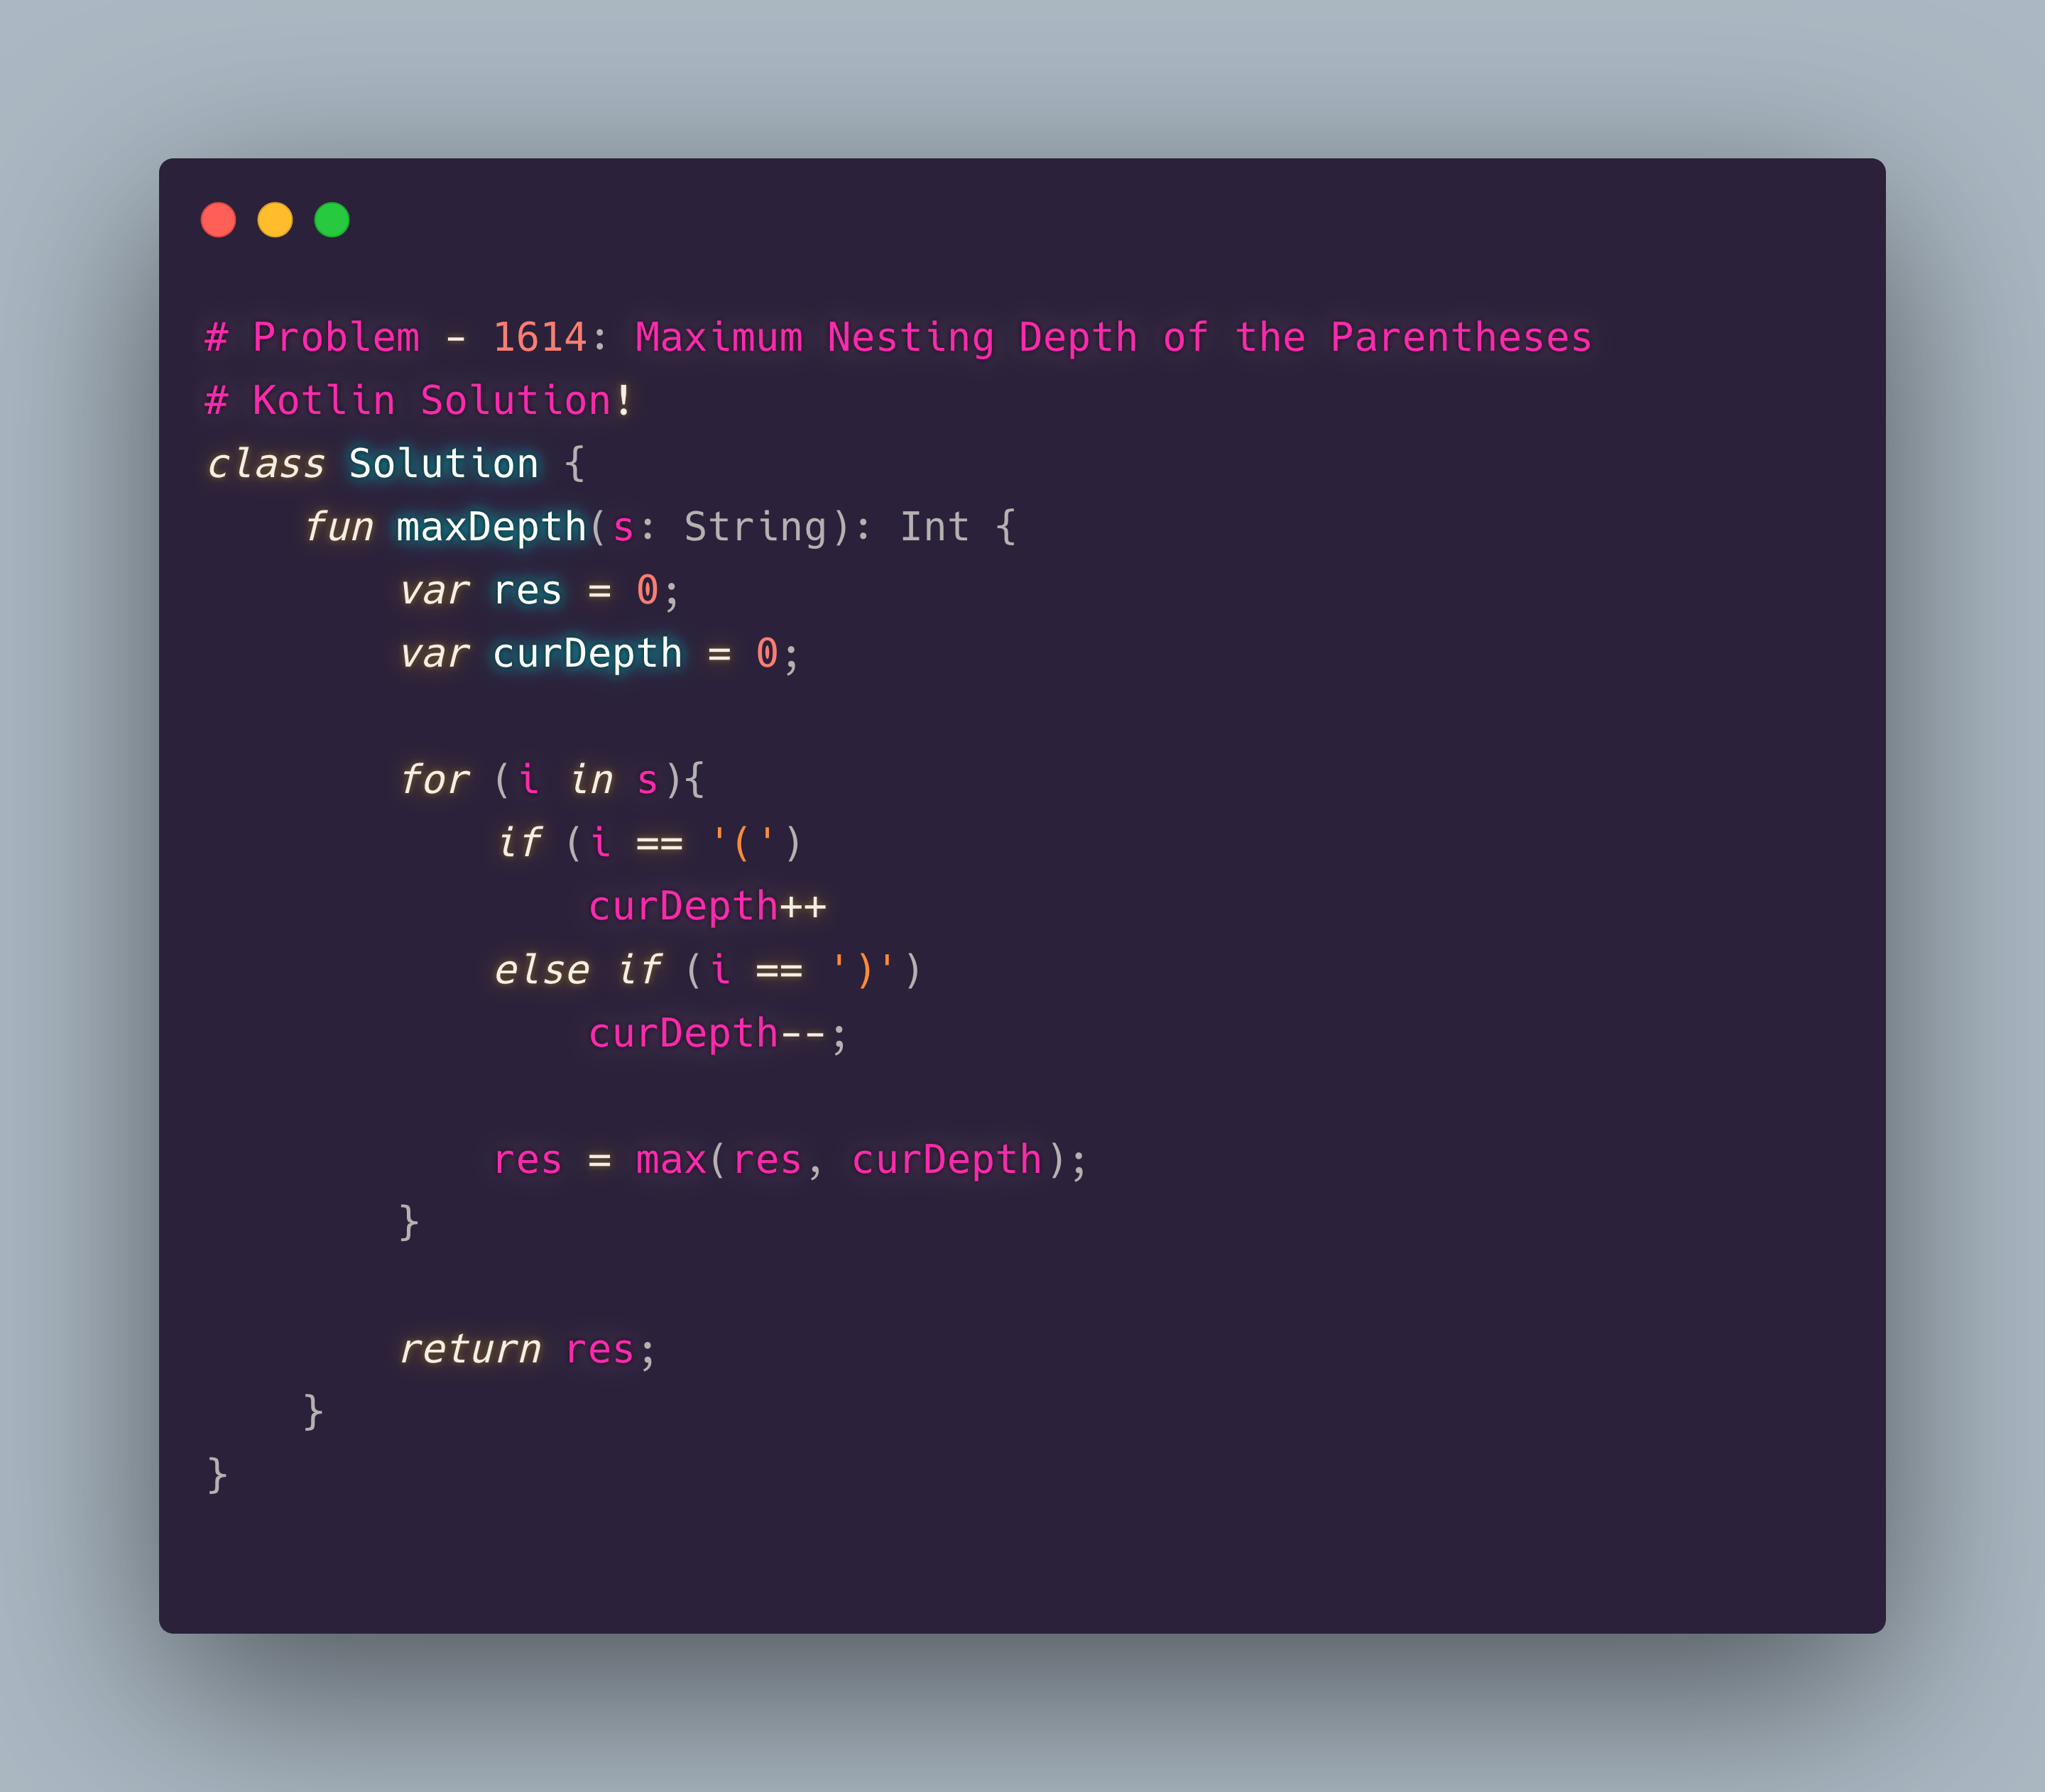 # Problem - 1614: Maximum Nesting Depth of the Parentheses
# Kotlin Solution!
class Solution {
    fun maxDepth(s: String): Int {
        var res = 0;
        var curDepth = 0;

        for (i in s){
            if (i == '(')
                curDepth++
            else if (i == ')')
                curDepth--;

            res = max(res, curDepth);
        }

        return res;
    }
}